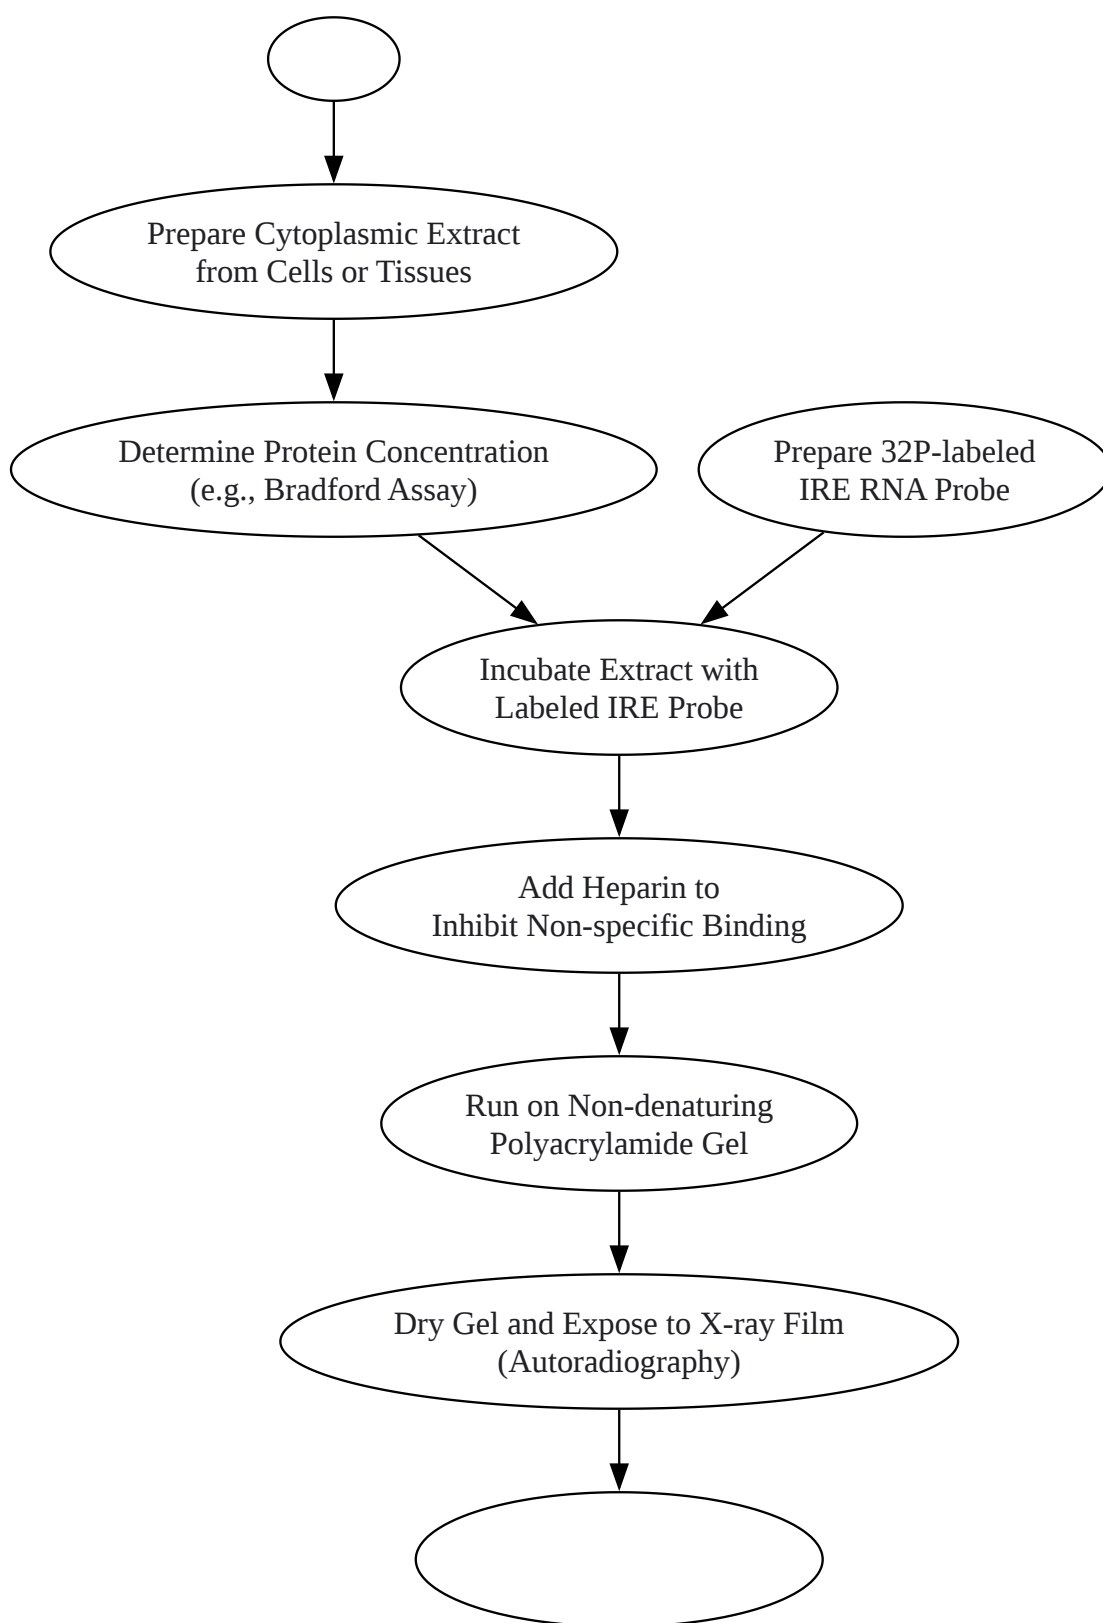 Prepare Cytoplasmic Extract
from Cells or Tissues
Determine Protein Concentration
(e.g., Bradford Assay)
Prepare 32P-labeled
IRE RNA Probe
Incubate Extract with
Labeled IRE Probe
Add Heparin to
Inhibit Non-specific Binding
Run on Non-denaturing
Polyacrylamide Gel
Dry Gel and Expose to X-ray Film
(Autoradiography)